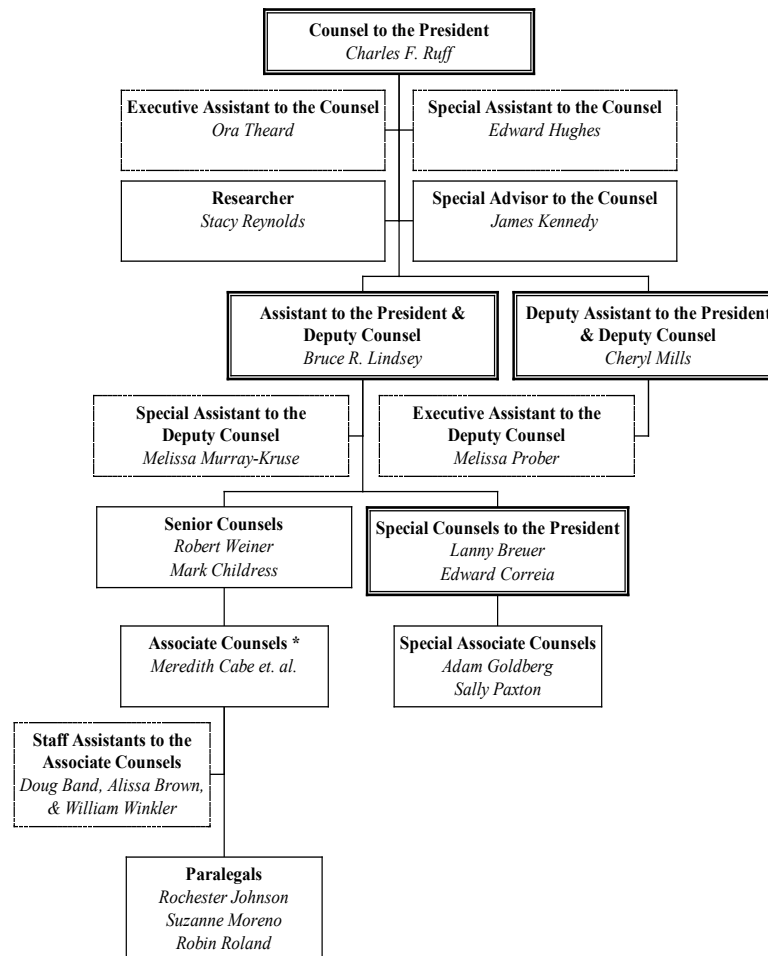 Counsel to the President
Charles F. Ruff
Executive Assistant to the Counsel
Ora Theard
Special Assistant to the Counsel
Edward Hughes
Researcher
Stacy Reynolds
Special Advisor to the Counsel
James Kennedy
Assistant to the President &
Deputy Counsel
Bruce R. Lindsey
Deputy Assistant to the President
& Deputy Counsel
Cheryl Mills
Special Assistant to the
Deputy Counsel
Melissa Murray-Kruse
Executive Assistant to the
Deputy Counsel
Melissa Prober
Senior Counsels
Robert Weiner
Mark Childress
Special Counsels to the President
Lanny Breuer
Edward Correia
Associate Counsels *
Meredith Cabe et. al.
Special Associate Counsels
Adam Goldberg
Sally Paxton
Staff Assistants to the
Associate Counsels
Doug Band, Alissa Brown,
& William Winkler
Paralegals
Rochester Johnson
Suzanne Moreno
Robin Roland